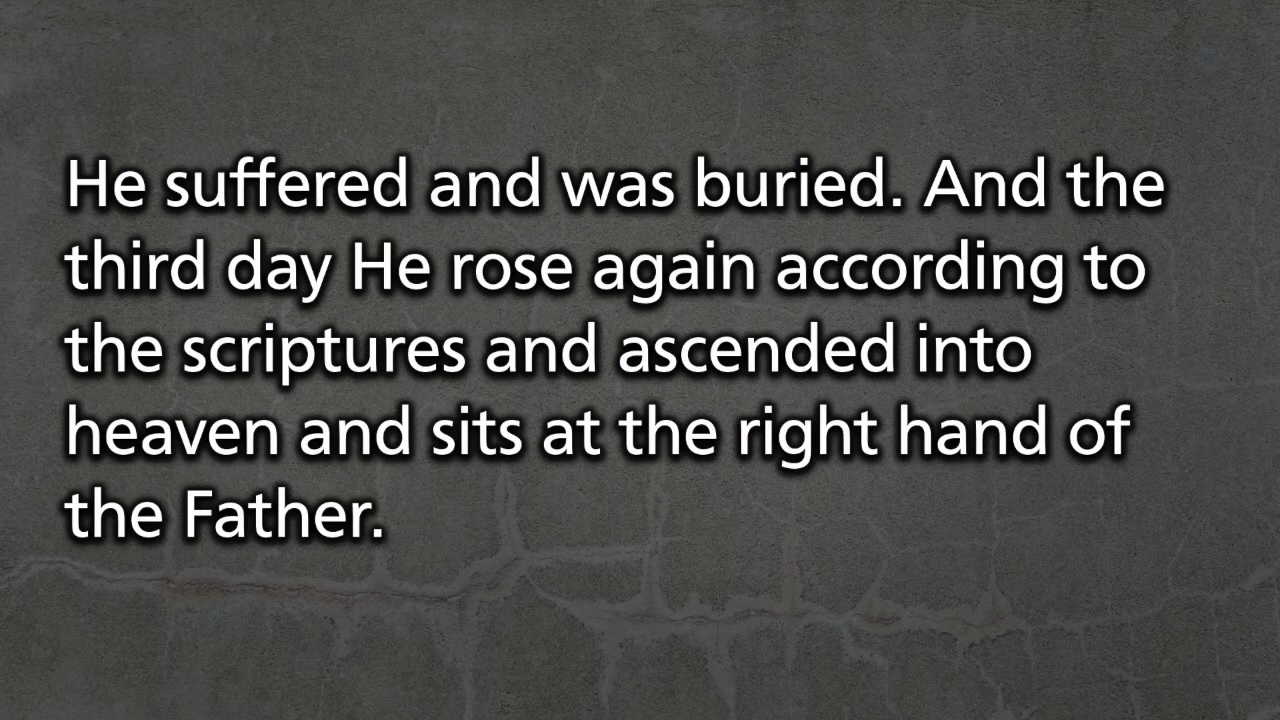 He suffered and was buried. And the
third day He rose again according to
the scriptures and ascended into
heaven and sits at the right hand of
the Father.